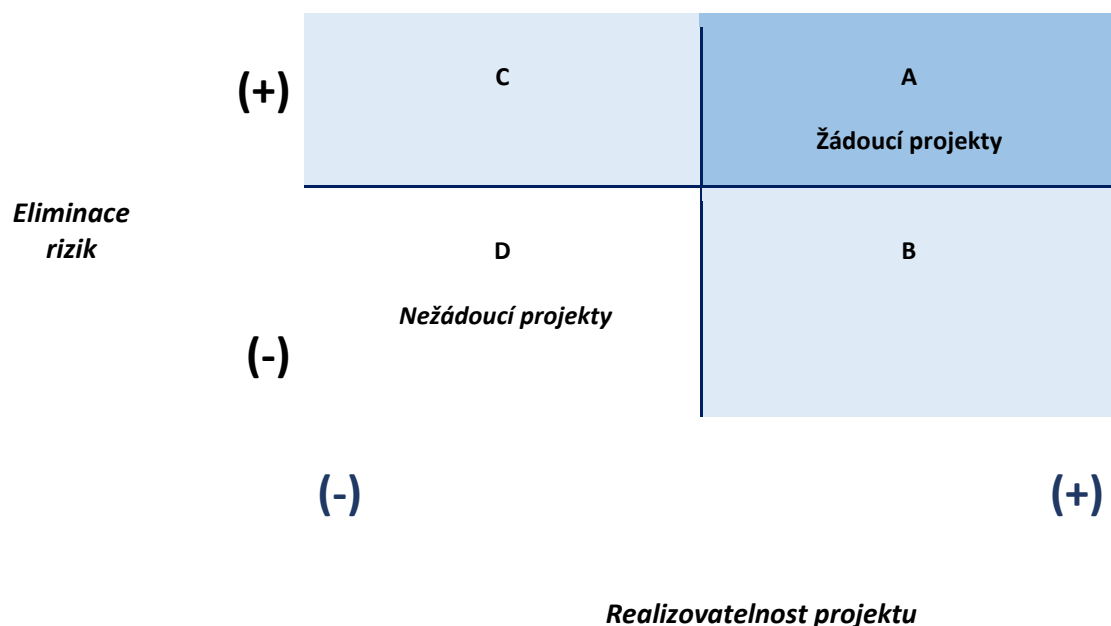 C
A
(+)
Žádoucí projekty
Eliminace
rizik
D
B
Nežádoucí projekty
(-)
(-)
(+)
Realizovatelnost projektu